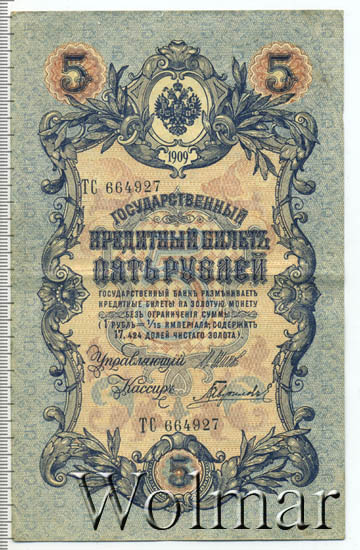 5 5
1909
ТС 664927
ГОСУДАРСТВЕННЫЙ
КРЕДИТНЫЙ БИЛЕТЪ
ПЯТЬ РУБЛЕЙ
ГОСУДАРСТВЕННЫЙ БАНКЪ РАЗМѢНИВАЕТЪ
КРЕДИТНЫЕ БИЛЕТЫ НА ЗОЛОТУЮ МОНЕТУ
БЕЗЪ ОГРАНИЧЕНІЯ СУММЫ
(1 РУБЛЬ = 1/15 ИМПЕРІАЛА, СОДЕРЖИТЪ
17,424 ДОЛЕЙ ЧИСТАГО ЗОЛОТА).
Управляющій
Кассиръ
ТС 664927
5
Wolmar